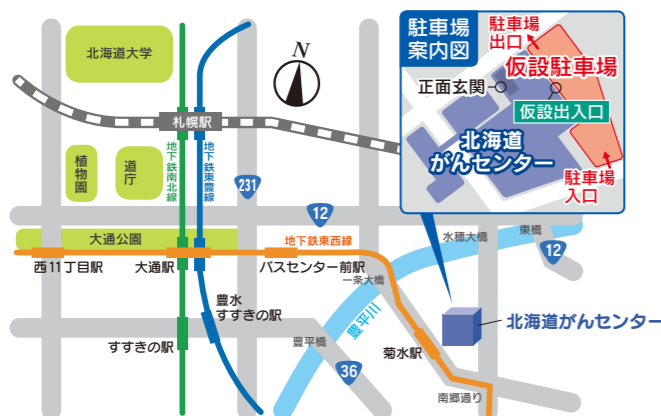 北海道大学
N
札幌駅
地下鉄南北線
地下鉄東豊線
植物園
道庁
231
12
大通公園
地下鉄東西線
西11丁目駅
大通駅
バスセンター前駅
豊水
すすきの駅
すすきの駅
豊平橋
36
豊平川
一条大橋
水穂大橋
東橋
12
菊水駅
南郷通り
北海道がんセンター
駐車場
案内図
駐車場
出口
仮設駐車場
正面玄関
仮設出入口
北海道
がんセンター
駐車場
入口